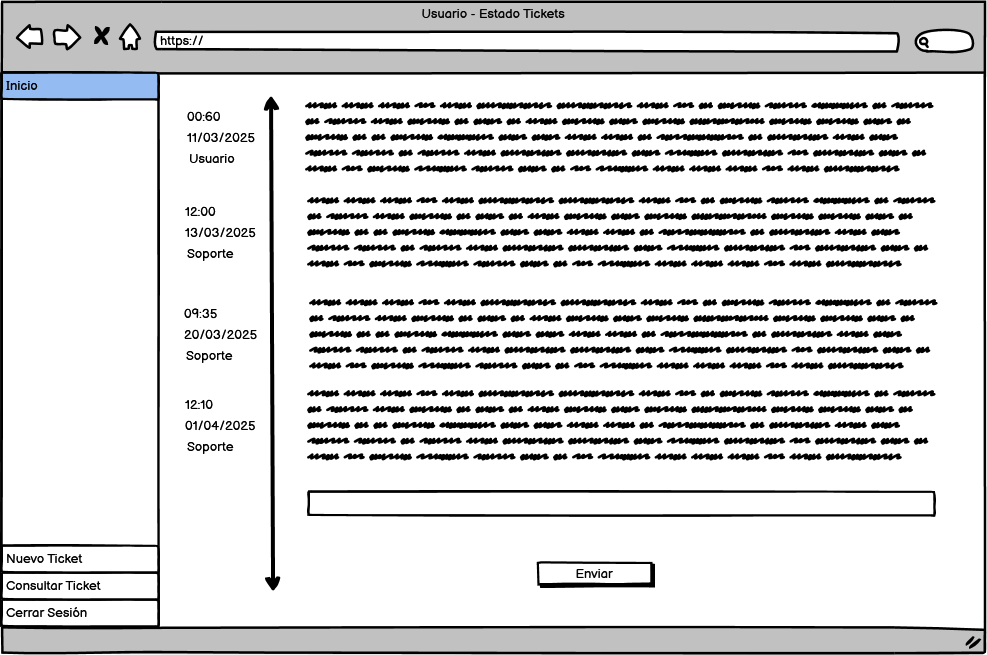 Usuario - Estado Tickets
https://
Inicio
00:60
11/03/2025
Usuario
12:00
13/03/2025
Soporte
09:35
20/03/2025
Soporte
12:10
01/04/2025
Soporte
Enviar
Nuevo Ticket
Consultar Ticket
Cerrar Sesión